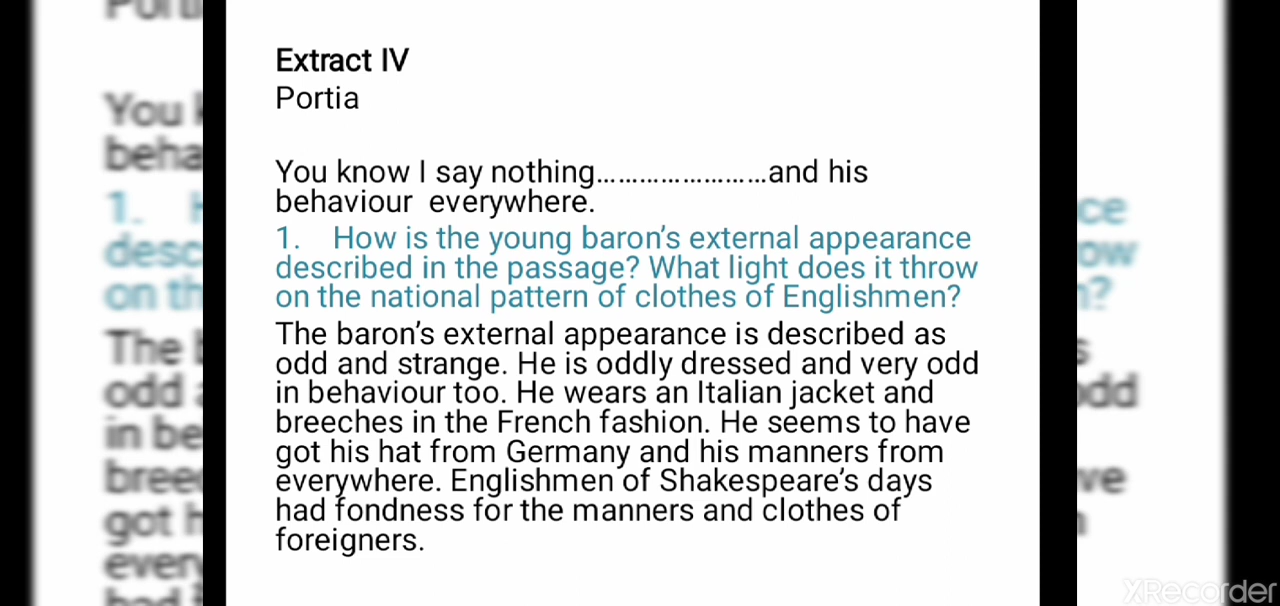 Extract IV
Portia
You know I say nothing........................and his
behaviour everywhere.
1. How is the young baron's external appearance
described in the passage? What light does it throw
on the national pattern of clothes of Englishmen?
The baron's external appearance is described as
odd and strange. He is oddly dressed and very odd
in behaviour too. He wears an Italian jacket and
breeches in the French fashion. He seems to have
got his hat from Germany and his manners from
everywhere. Englishmen of Shakespeare's days
had fondness for the manners and clothes of
foreigners.
XRecorder